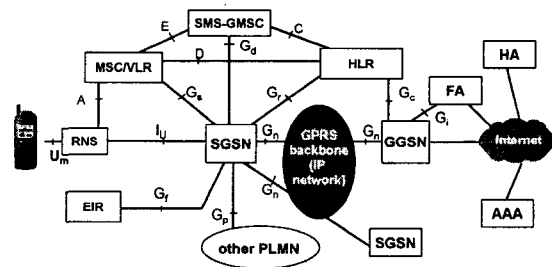 SMS-GMSC
E
C
G_d
MSC/VLR
D
HLR
HA
A
G_s
G_r
G_c
FA
G_i
U_m
RNS
I_U
SGSN
G_n
GPRS
backbone
(IP
network)
G_n
GGSN
Internet
EIR
G_f
G_n
G_p
AAA
other PLMN
SGSN